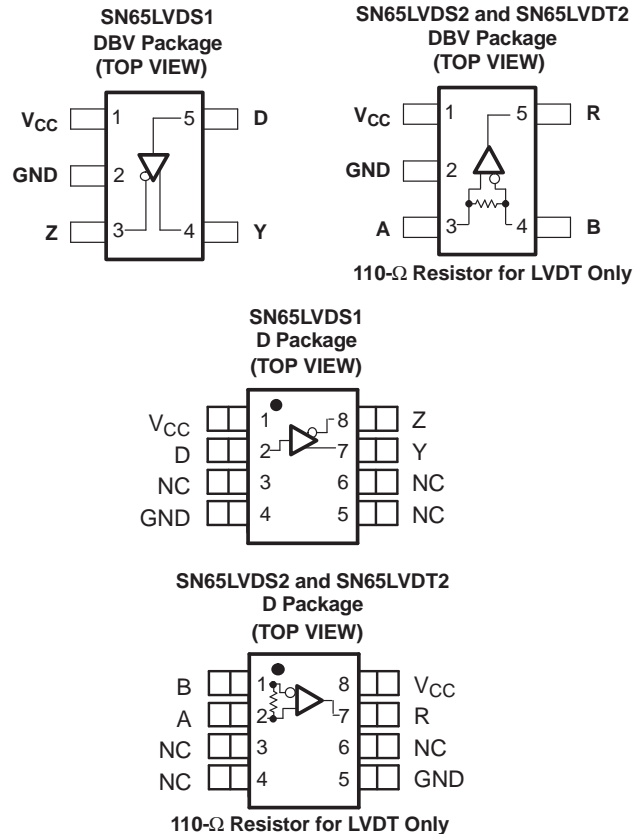 SN65LVDS1
DBV Package
(TOP VIEW)
VCC 1 5 D
GND 2
Z 3 4 Y
SN65LVDS2 and SN65LVDT2
DBV Package
(TOP VIEW)
VCC 1 5 R
GND 2
A 3 4 B
110-Ω Resistor for LVDT Only
SN65LVDS1
D Package
(TOP VIEW)
VCC 1 8 Z
D 2 7 Y
NC 3 6 NC
GND 4 5 NC
SN65LVDS2 and SN65LVDT2
D Package
(TOP VIEW)
B 1 8 VCC
A 2 7 R
NC 3 6 NC
NC 4 5 GND
110-Ω Resistor for LVDT Only